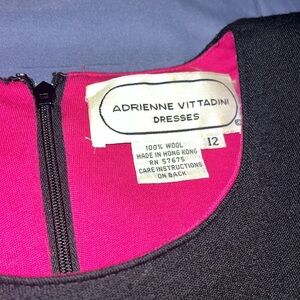 ADRIENNE VITTADINI
DRESSES
12
100% WOOL
MADE IN HONG KONG
RN 57675
CARE INSTRUCTIONS
ON BACK